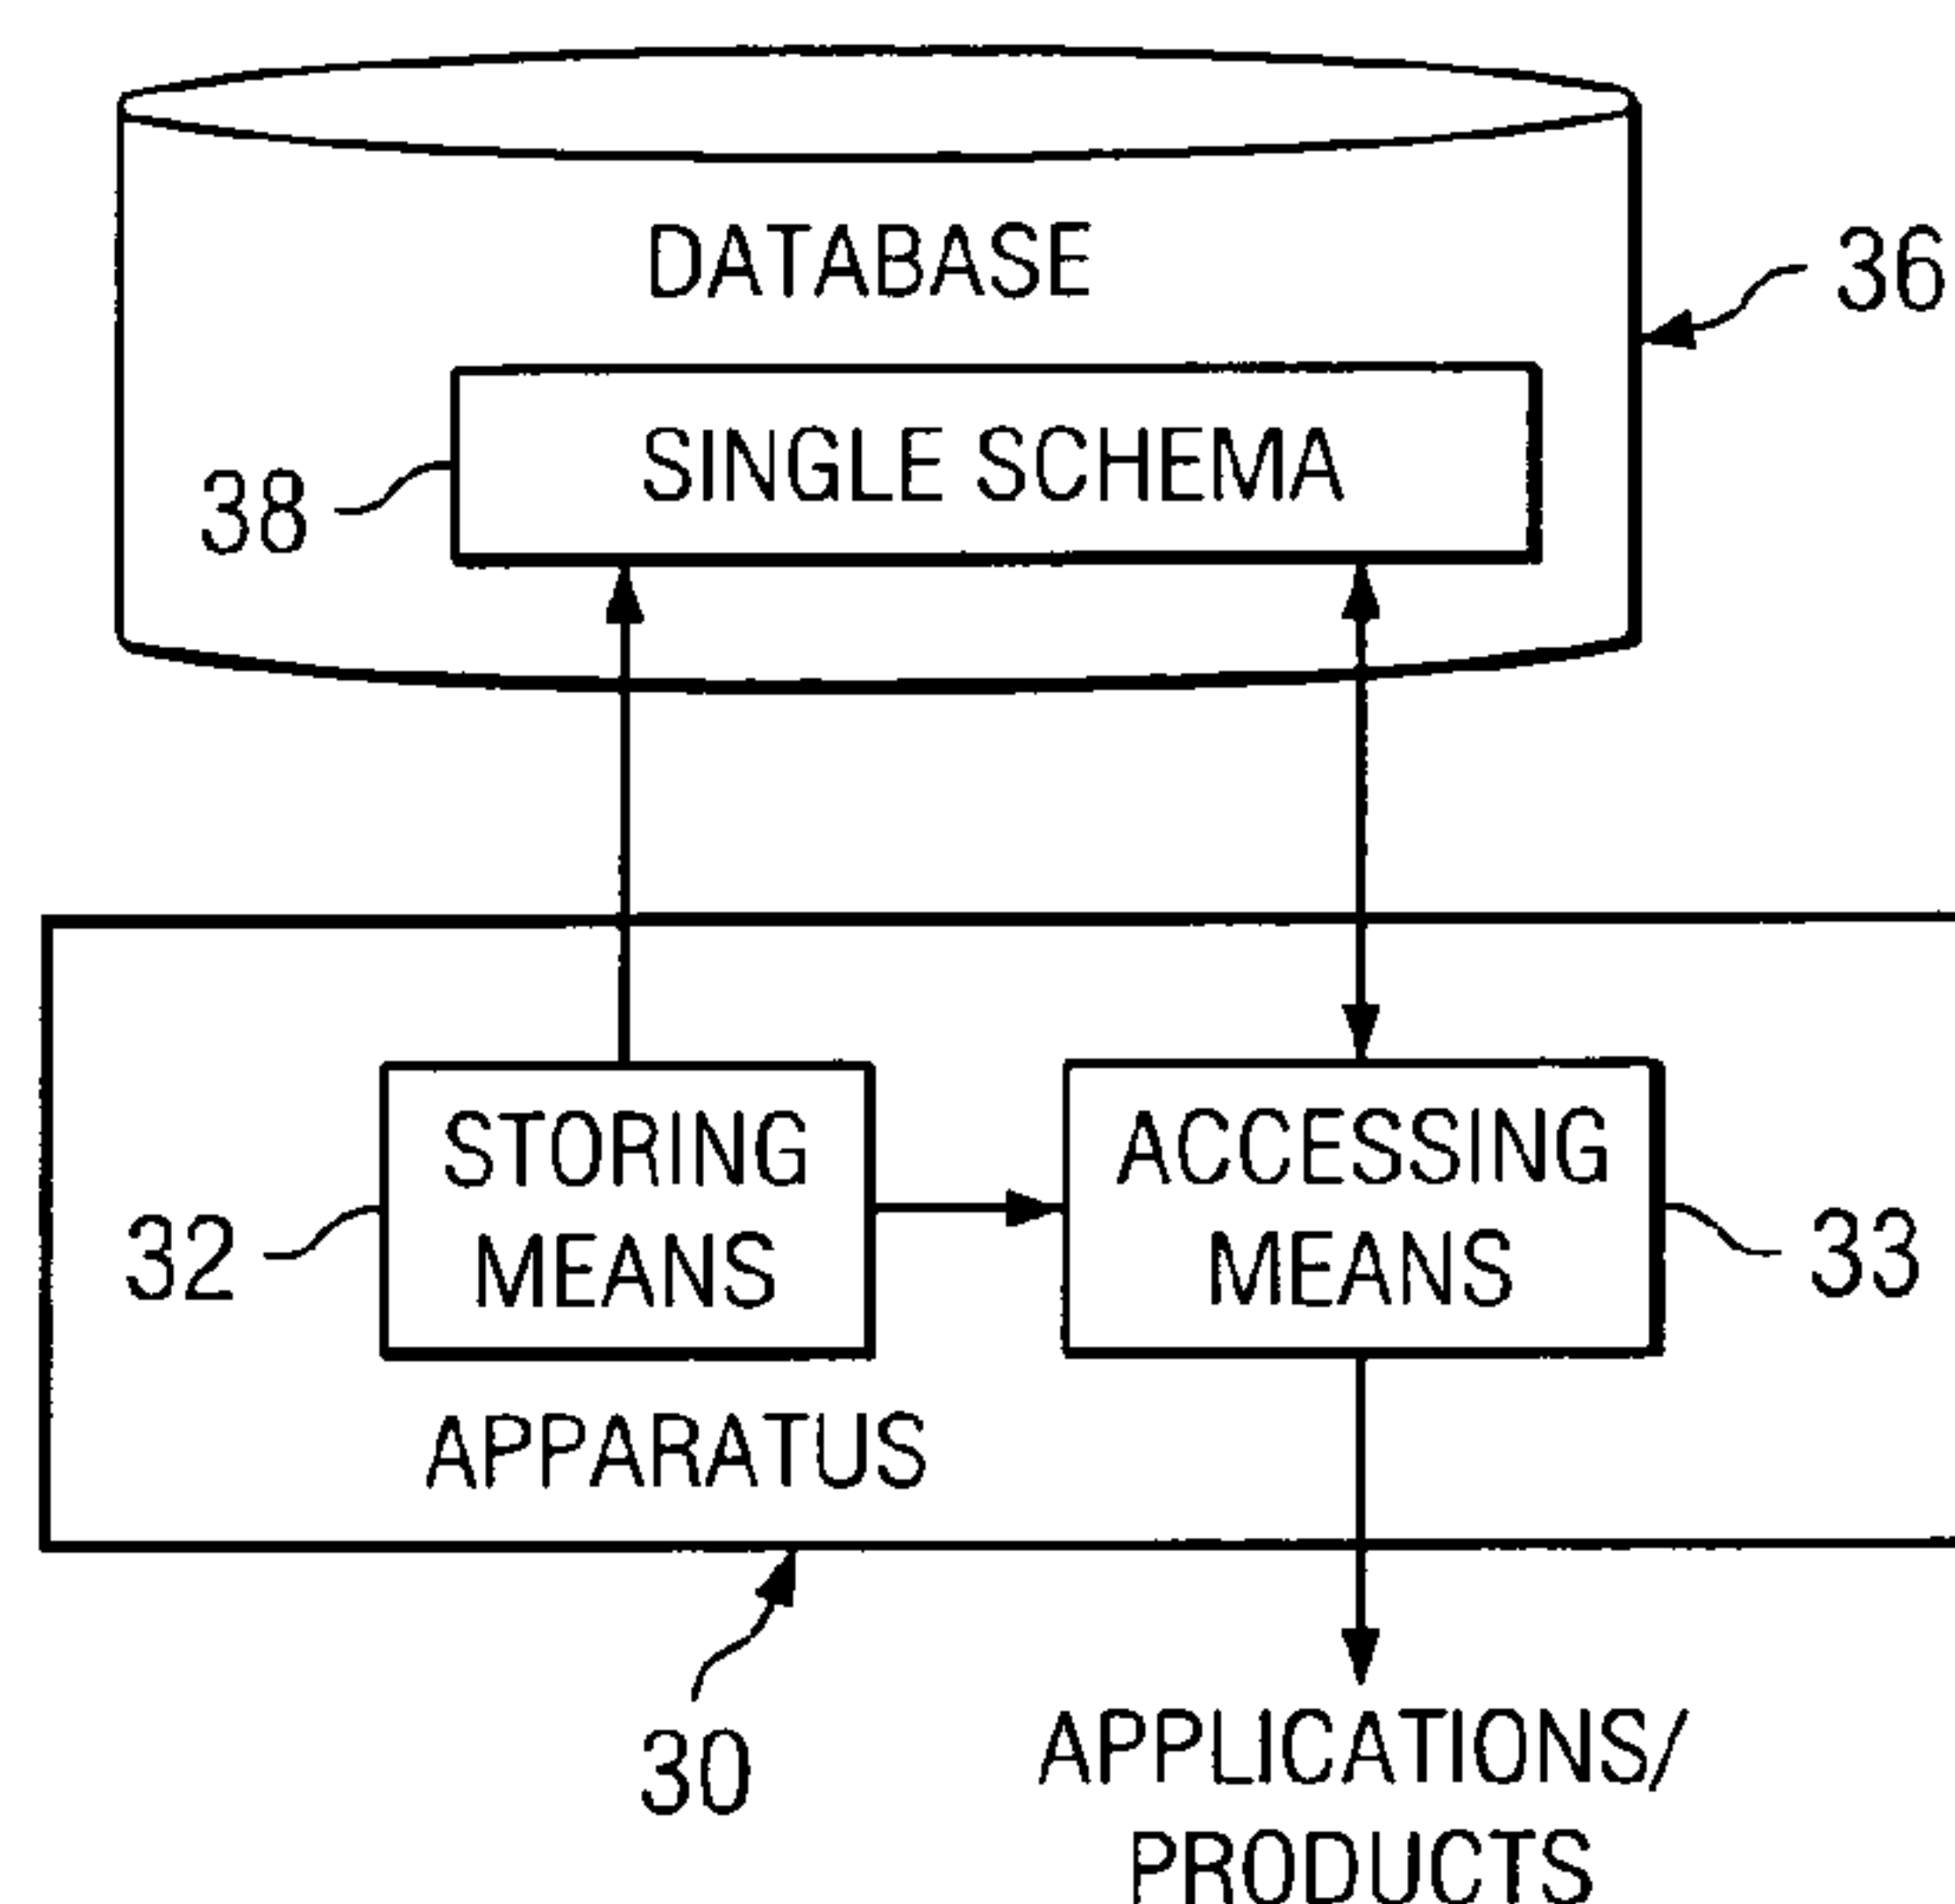 DATABASE
36
SINGLE SCHEMA
38
STORING
MEANS
ACCESSING
MEANS
32
33
APPARATUS
30
APPLICATIONS/
PRODUCTS